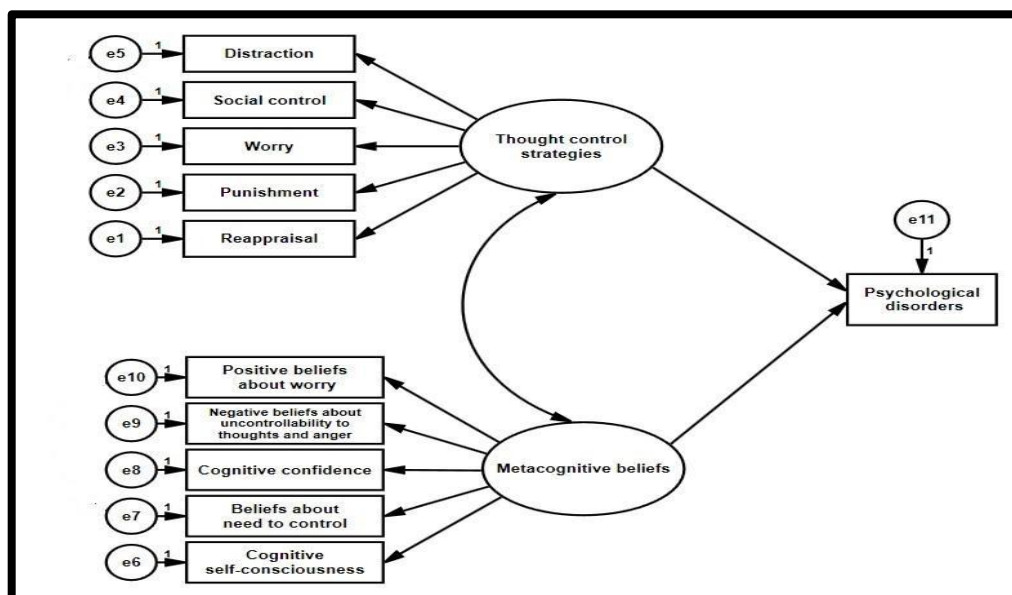 e5
1
Distraction
e4
1
Social control
e3
1
Worry
e2
1
Punishment
e1
1
Reappraisal
Thought control
strategies
e11
1
Psychological
disorders
e10
1
Positive beliefs
about worry
e9
1
Negative beliefs about
uncontrollability to
thoughts and anger
e8
1
Cognitive confidence
e7
1
Beliefs about
need to control
e6
1
Cognitive
self-consciousness
Metacognitive beliefs